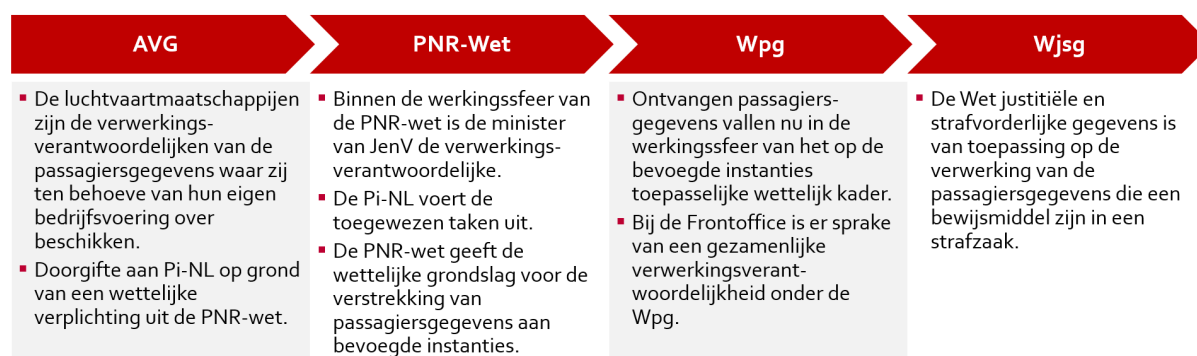 AVG
PNR-Wet
Wpg
Wjsg
▪ De luchtvaartmaatschappijen
zijn de verwerkings-
verantwoordelijken van de
passagiersgegevens waar zij
ten behoeve van hun eigen
bedrijfsvoering over
beschikken.
▪ Doorgifte aan Pi-NL op grond
van een wettelijke
verplichting uit de PNR-wet.
▪ Binnen de werkingssfeer van
de PNR-wet is de minister
van JenV de verwerkings-
verantwoordelijke.
▪ De Pi-NL voert de
toegewezen taken uit.
▪ De PNR-wet geeft de
wettelijke grondslag voor de
verstrekking van
passagiersgegevens aan
bevoegde instanties.
▪ Ontvangen passagiers-
gegevens vallen nu in de
werkingssfeer van het op de
bevoegde instanties
toepasselijke wettelijk kader.
▪ Bij de Frontoffice is er sprake
van een gezamenlijke
verwerkingsverant-
woordelijkheid onder de
Wpg.
▪ De Wet justitiële en
strafvorderlijke gegevens is
van toepassing op de
verwerking van de
passagiersgegevens die een
bewijsmiddel zijn in een
strafzaak.